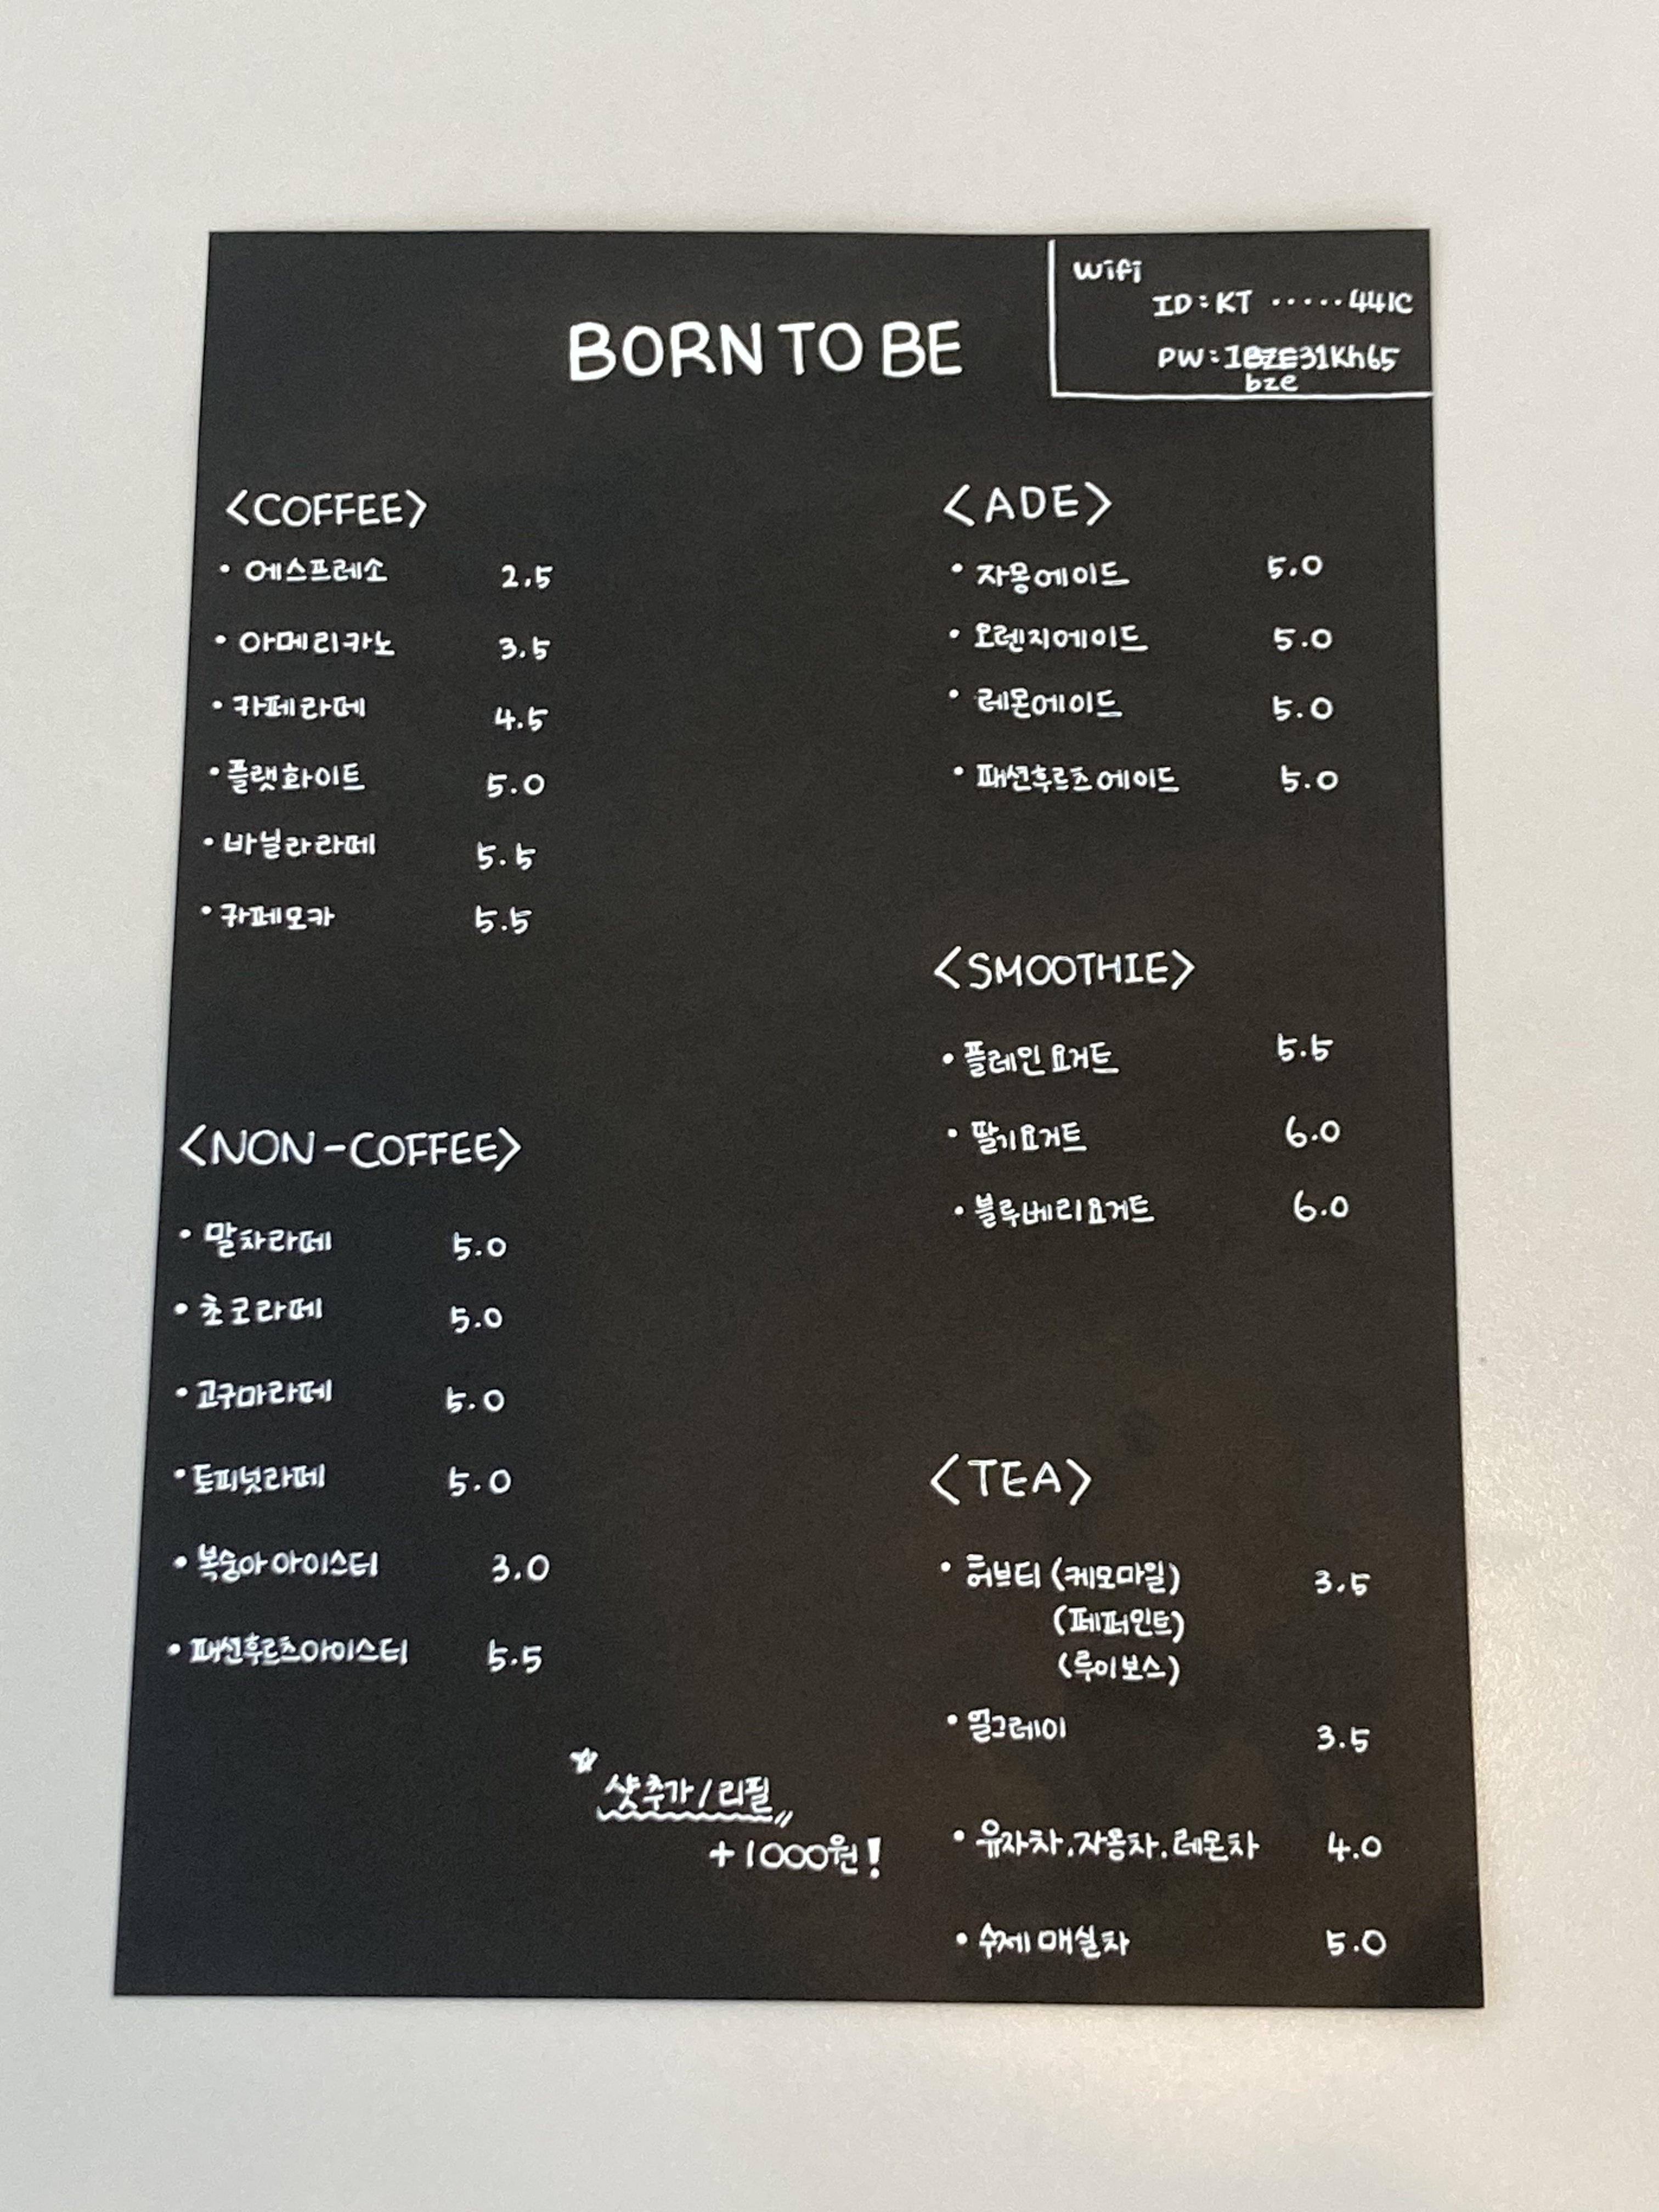 BORN TO BE
Wifi
ID: KT ·····441C
PW: 1BZE31Kh65
bze
<COFFEE>
• 에스프레소 2.5
• 아메리카노 3.5
• 카페라떼 4.5
• 플랫화이트 5.0
• 바닐라라떼 5.5
• 카페모카 5.5
<NON-COFFEE>
• 말차라떼 5.0
• 초코라떼 5.0
• 고구마라떼 5.0
• 토피넛라떼 5.0
• 복숭아아이스티 3.0
• 패션후르츠아이스티 5.5
☆ 샷추가/리필
+1000원!
<ADE>
• 자몽에이드 5.0
• 오렌지에이드 5.0
• 레몬에이드 5.0
• 패션후르츠에이드 5.0
<SMOOTHIE>
• 플레인요거트 5.5
• 딸기요거트 6.0
• 블루베리요거트 6.0
<TEA>
• 허브티 (케모마일) 3.5
(페퍼민트)
(루이보스)
• 얼그레이 3.5
• 유자차.자몽차.레몬차 4.0
• 수제 매실차 5.0